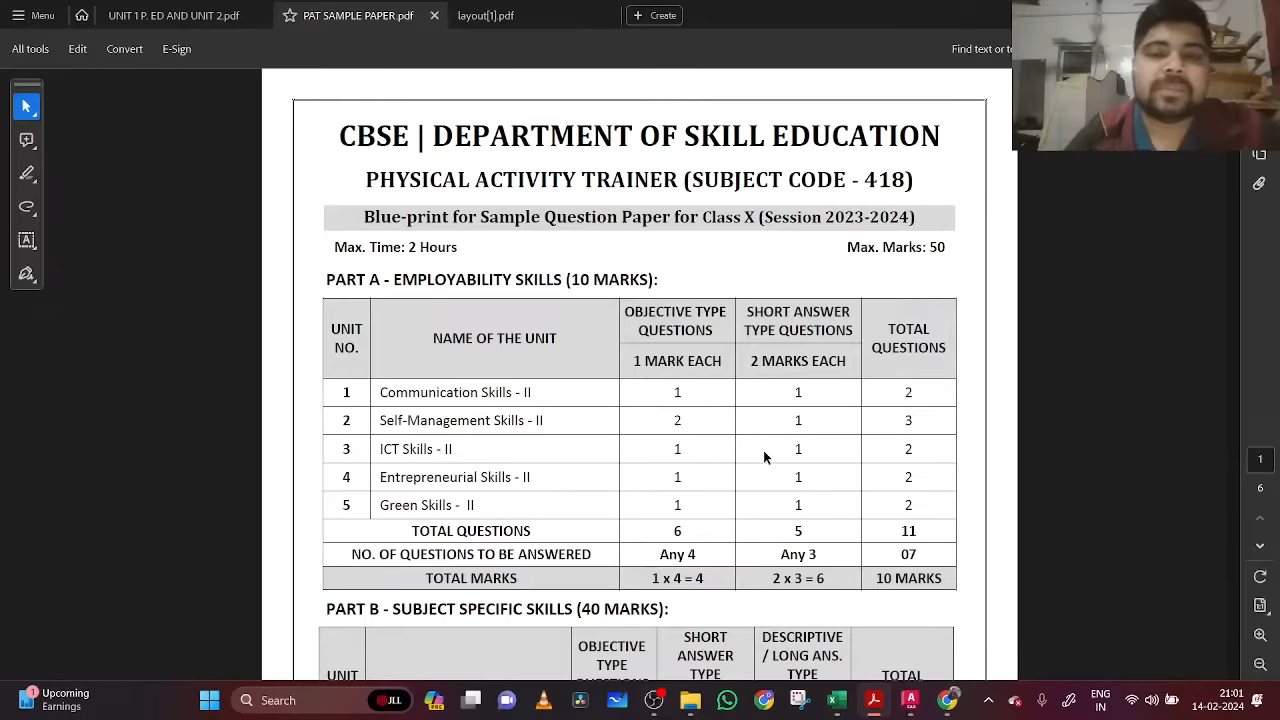 Menu
UNIT 1 P. ED AND UNIT 2.pdf
PAT SAMPLE PAPER.pdf
layout[1].pdf
Create
All tools
Edit
Convert
E-Sign
Find text or to
CBSE | DEPARTMENT OF SKILL EDUCATION
PHYSICAL ACTIVITY TRAINER (SUBJECT CODE - 418)
Blue-print for Sample Question Paper for Class X (Session 2023-2024)
Max. Time: 2 Hours
Max. Marks: 50
PART A - EMPLOYABILITY SKILLS (10 MARKS):
UNIT NO.
NAME OF THE UNIT
OBJECTIVE TYPE QUESTIONS
SHORT ANSWER TYPE QUESTIONS
TOTAL QUESTIONS
1 MARK EACH
2 MARKS EACH
1 Communication Skills - II 1 1 2
2 Self-Management Skills - II 2 1 3
3 ICT Skills - II 1 1 2
4 Entrepreneurial Skills - II 1 1 2
5 Green Skills - II 1 1 2
TOTAL QUESTIONS 6 5 11
NO. OF QUESTIONS TO BE ANSWERED Any 4 Any 3 07
TOTAL MARKS 1 x 4 = 4 2 x 3 = 6 10 MARKS
PART B - SUBJECT SPECIFIC SKILLS (40 MARKS):
UNIT
OBJECTIVE TYPE
SHORT ANSWER TYPE
DESCRIPTIVE / LONG ANS. TYPE
TOTAL
1
6
Upcoming
Earnings
Search
JLL
ENG
IN
21:01
14-02-2024